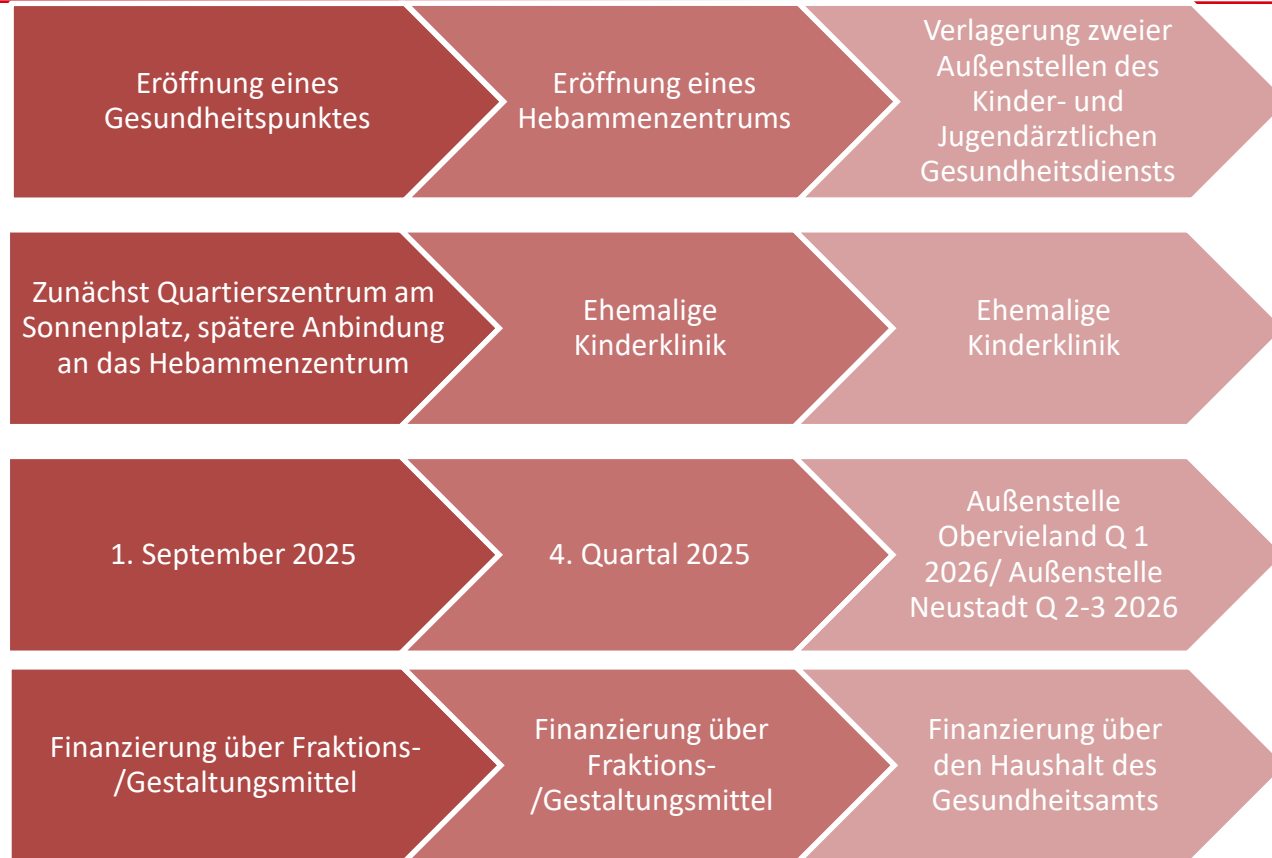 Eröffnung eines
Gesundheitspunktes
Eröffnung eines
Hebammenzentrums
Verlagerung zweier
Außenstellen des
Kinder- und
Jugendärztlichen
Gesundheitsdiensts
Zunächst Quartierszentrum am
Sonnenplatz, spätere Anbindung
an das Hebammenzentrum
Ehemalige
Kinderklinik
Ehemalige
Kinderklinik
1. September 2025
4. Quartal 2025
Außenstelle
Obervieland Q 1
2026/ Außenstelle
Neustadt Q 2-3 2026
Finanzierung über Fraktions-
/Gestaltungsmittel
Finanzierung über
Fraktions-
/Gestaltungsmittel
Finanzierung über
den Haushalt des
Gesundheitsamts